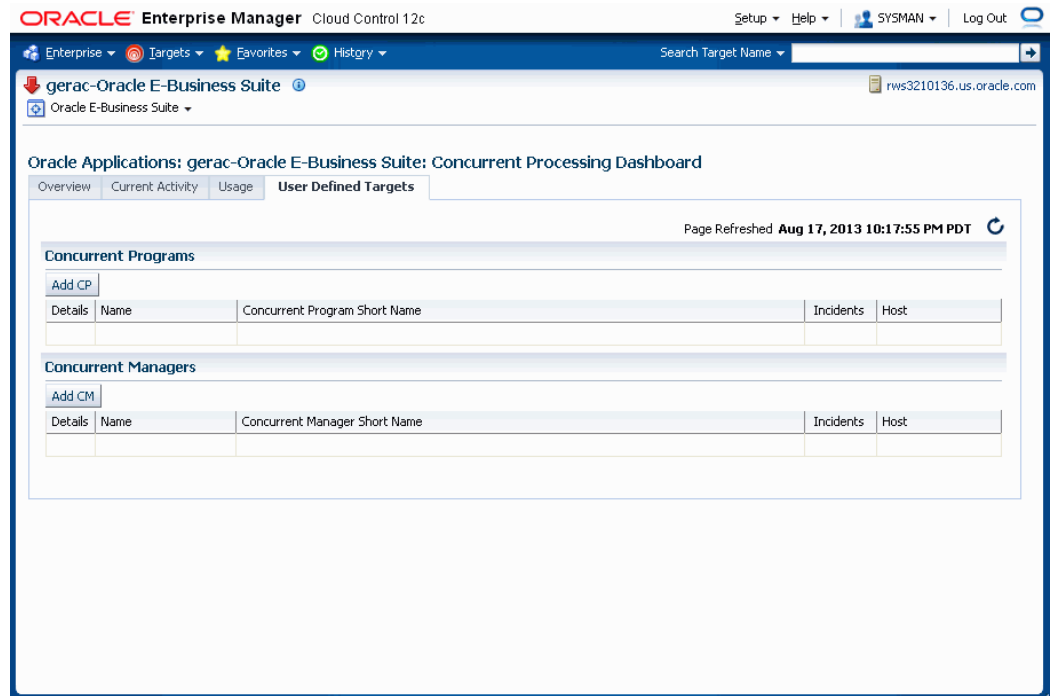 ORACLE Enterprise Manager Cloud Control 12c
Setup Help SYSMAN Log Out
Enterprise Targets Favorites History Search Target Name
gerac-Oracle E-Business Suite rws3210136.us.oracle.com
Oracle E-Business Suite
Oracle Applications: gerac-Oracle E-Business Suite: Concurrent Processing Dashboard
Overview Current Activity Usage User Defined Targets
Page Refreshed Aug 17, 2013 10:17:55 PM PDT
Concurrent Programs
Add CP
Details Name Concurrent Program Short Name Incidents Host
Concurrent Managers
Add CM
Details Name Concurrent Manager Short Name Incidents Host